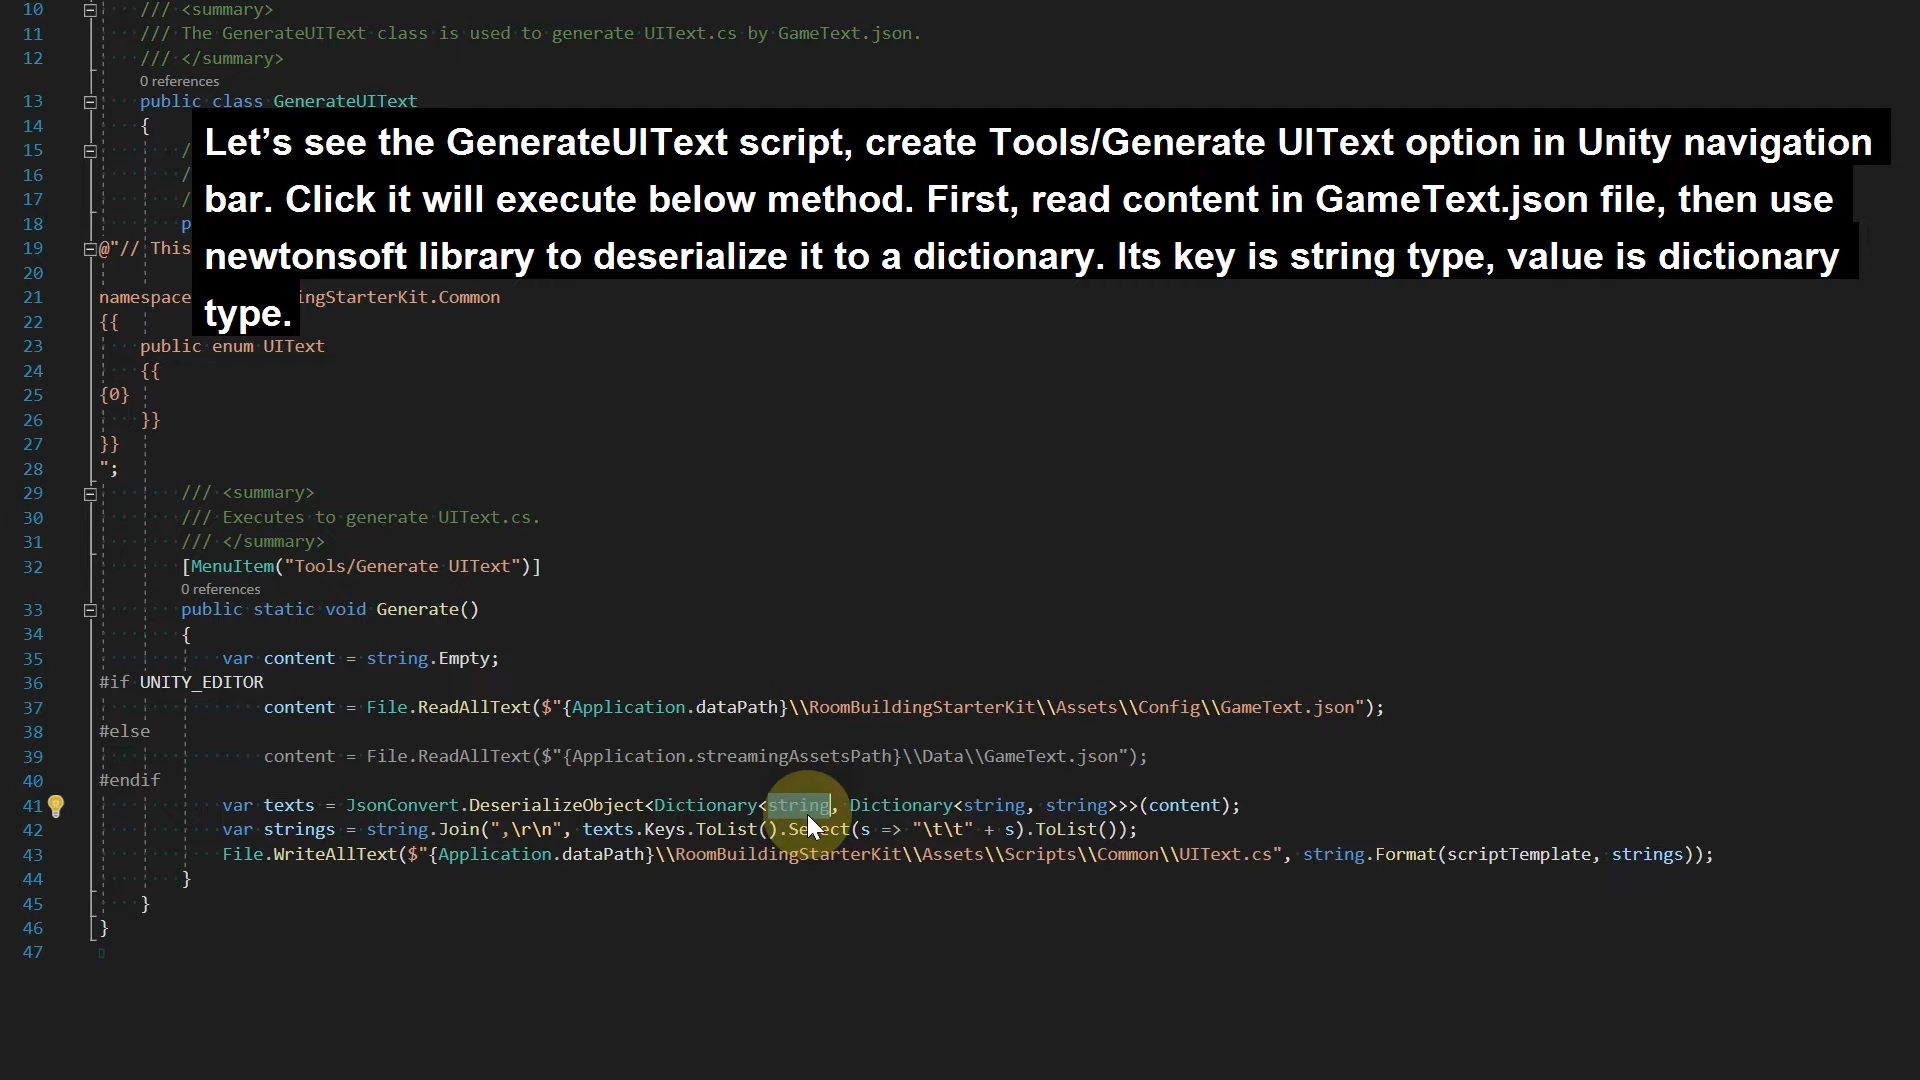 10 /// <summary>
11 /// The GenerateUIText class is used to generate UIText.cs by GameText.json.
12 /// </summary>
0 references
13 public class GenerateUIText
14 {
Let’s see the GenerateUIText script, create Tools/Generate UIText option in Unity navigation
bar. Click it will execute below method. First, read content in GameText.json file, then use
newtonsoft library to deserialize it to a dictionary. Its key is string type, value is dictionary
type.
15 /
16 /
17 /
18 p
19 @"// This
20
21 namespace ingStarterKit.Common
22 {{
23 public enum UIText
24 {{
25 {0}
26 }}
27 }}
28 ";
29 /// <summary>
30 /// Executes to generate UIText.cs.
31 /// </summary>
32 [MenuItem("Tools/Generate UIText")]
0 references
33 public static void Generate()
34 {
35 var content = string.Empty;
36 #if UNITY_EDITOR
37 content = File.ReadAllText($"{Application.dataPath}\\RoomBuildingStarterKit\\Assets\\Config\\GameText.json");
38 #else
39 content = File.ReadAllText($"{Application.streamingAssetsPath}\\Data\\GameText.json");
40 #endif
41 var texts = JsonConvert.DeserializeObject<Dictionary<string, Dictionary<string, string>>>(content);
42 var strings = string.Join(",\r\n", texts.Keys.ToList().Select(s => "\t\t" + s).ToList());
43 File.WriteAllText($"{Application.dataPath}\\RoomBuildingStarterKit\\Assets\\Scripts\\Common\\UIText.cs", string.Format(scriptTemplate, strings));
44 }
45 }
46 }
47